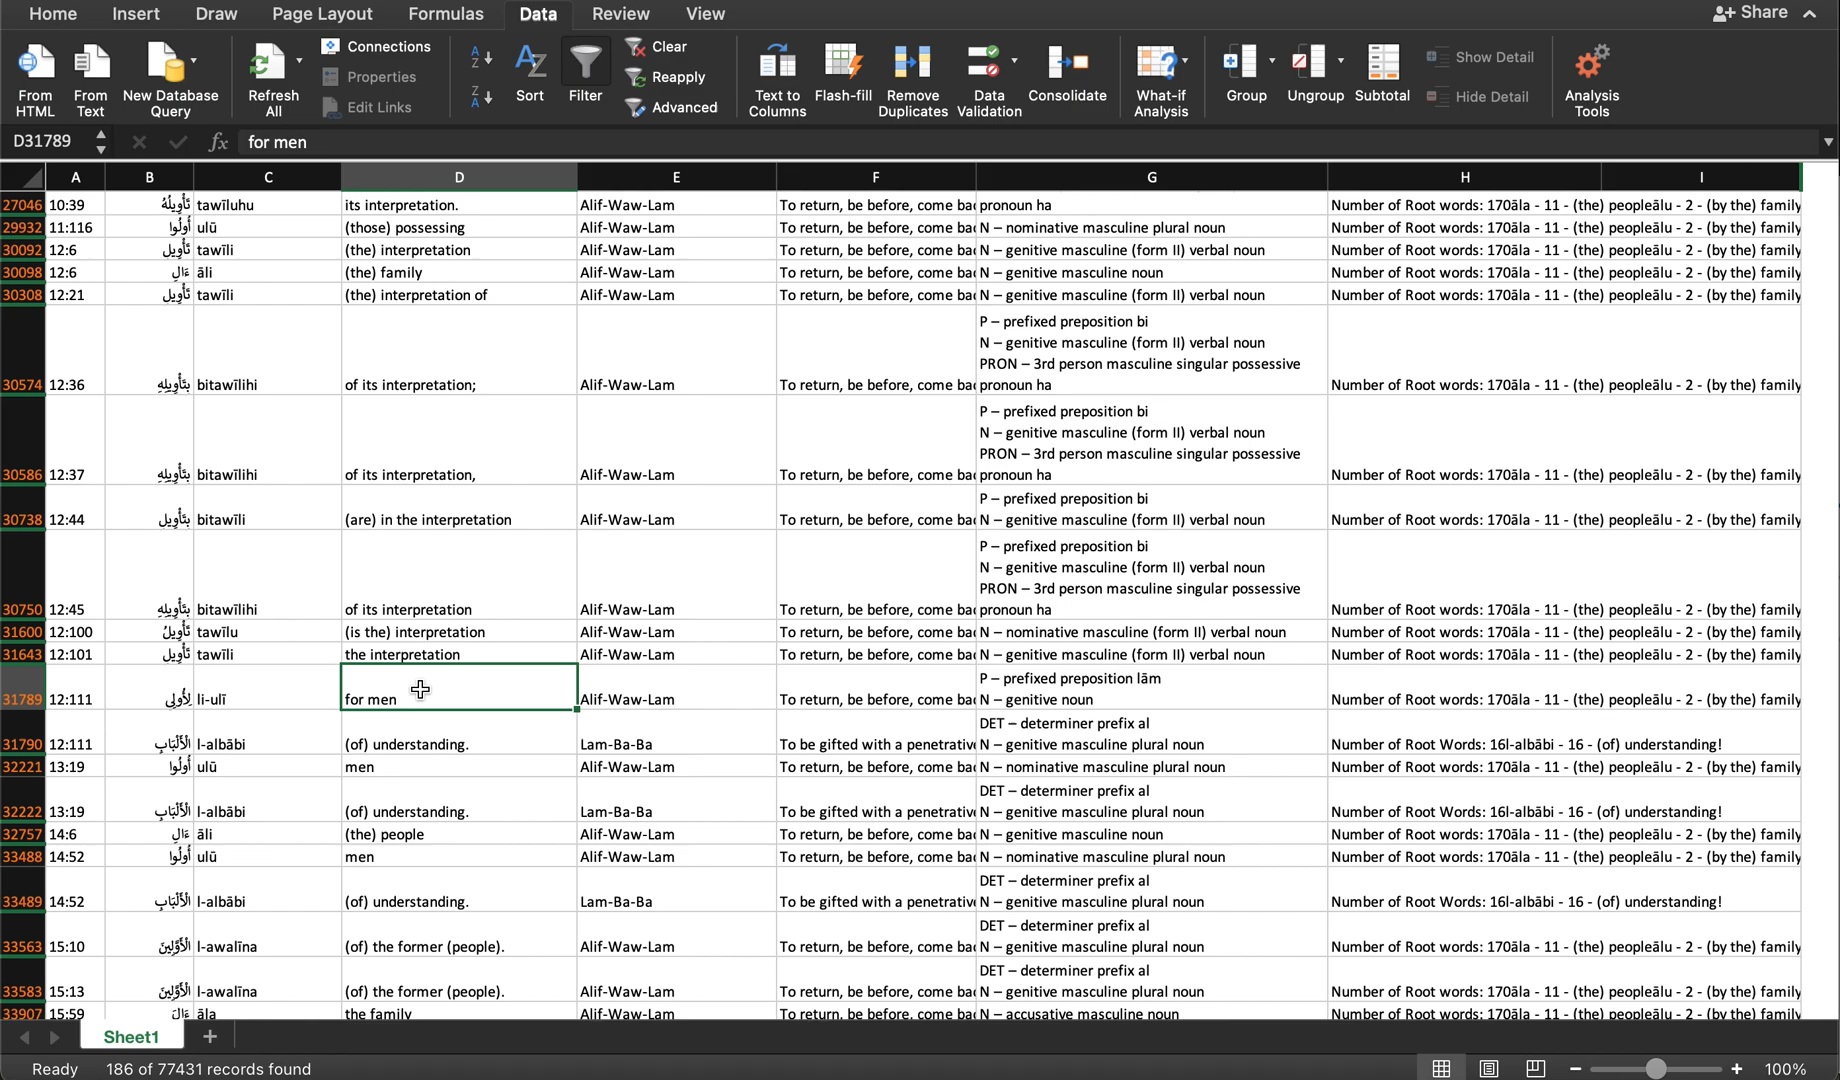 Home Insert Draw Page Layout Formulas Data Review View Share
Connections Clear Show Detail
Properties Reapply
Edit Links Advanced Hide Detail
From HTML From Text New Database Query Refresh All Sort Filter Text to Columns Flash-fill Remove Duplicates Data Validation Consolidate What-if Analysis Group Ungroup Subtotal Analysis Tools
D31789 fx for men
A B C D E F G H I
27046 10:39 تَأْوِيلُهُ tawīluhu its interpretation. Alif-Waw-Lam To return, be before, come bac pronoun ha Number of Root words: 170āla - 11 - (the) peopleālu - 2 - (by the) family
29932 11:116 أُولُوا ulū (those) possessing Alif-Waw-Lam To return, be before, come bac N – nominative masculine plural noun Number of Root words: 170āla - 11 - (the) peopleālu - 2 - (by the) family
30092 12:6 تَأْوِيلِ tawīli (the) interpretation Alif-Waw-Lam To return, be before, come bac N – genitive masculine (form II) verbal noun Number of Root words: 170āla - 11 - (the) peopleālu - 2 - (by the) family
30098 12:6 ءَالِ āli (the) family Alif-Waw-Lam To return, be before, come bac N – genitive masculine noun Number of Root words: 170āla - 11 - (the) peopleālu - 2 - (by the) family
30308 12:21 تَأْوِيلِ tawīli (the) interpretation of Alif-Waw-Lam To return, be before, come bac N – genitive masculine (form II) verbal noun Number of Root words: 170āla - 11 - (the) peopleālu - 2 - (by the) family
P – prefixed preposition bi
N – genitive masculine (form II) verbal noun
PRON – 3rd person masculine singular possessive
30574 12:36 بِتَأْوِيلِهِ bitawīlihi of its interpretation; Alif-Waw-Lam To return, be before, come bac pronoun ha Number of Root words: 170āla - 11 - (the) peopleālu - 2 - (by the) family
P – prefixed preposition bi
N – genitive masculine (form II) verbal noun
PRON – 3rd person masculine singular possessive
30586 12:37 بِتَأْوِيلِهِ bitawīlihi of its interpretation, Alif-Waw-Lam To return, be before, come bac pronoun ha Number of Root words: 170āla - 11 - (the) peopleālu - 2 - (by the) family
P – prefixed preposition bi
30738 12:44 بِتَأْوِيلِ bitawīli (are) in the interpretation Alif-Waw-Lam To return, be before, come bac N – genitive masculine (form II) verbal noun Number of Root words: 170āla - 11 - (the) peopleālu - 2 - (by the) family
P – prefixed preposition bi
N – genitive masculine (form II) verbal noun
PRON – 3rd person masculine singular possessive
30750 12:45 بِتَأْوِيلِهِ bitawīlihi of its interpretation Alif-Waw-Lam To return, be before, come bac pronoun ha Number of Root words: 170āla - 11 - (the) peopleālu - 2 - (by the) family
31600 12:100 تَأْوِيلُ tawīlu (is the) interpretation Alif-Waw-Lam To return, be before, come bac N – nominative masculine (form II) verbal noun Number of Root words: 170āla - 11 - (the) peopleālu - 2 - (by the) family
31643 12:101 تَأْوِيلِ tawīli the interpretation Alif-Waw-Lam To return, be before, come bac N – genitive masculine (form II) verbal noun Number of Root words: 170āla - 11 - (the) peopleālu - 2 - (by the) family
P – prefixed preposition lām
31789 12:111 لِأُولِى li-ulī for men Alif-Waw-Lam To return, be before, come bac N – genitive noun Number of Root words: 170āla - 11 - (the) peopleālu - 2 - (by the) family
DET – determiner prefix al
31790 12:111 الْأَلْبَابِ l-albābi (of) understanding. Lam-Ba-Ba To be gifted with a penetrative N – genitive masculine plural noun Number of Root Words: 16l-albābi - 16 - (of) understanding!
32221 13:19 أُولُوا ulū men Alif-Waw-Lam To return, be before, come bac N – nominative masculine plural noun Number of Root words: 170āla - 11 - (the) peopleālu - 2 - (by the) family
DET – determiner prefix al
32222 13:19 الْأَلْبَابِ l-albābi (of) understanding. Lam-Ba-Ba To be gifted with a penetrative N – genitive masculine plural noun Number of Root Words: 16l-albābi - 16 - (of) understanding!
32757 14:6 ءَالِ āli (the) people Alif-Waw-Lam To return, be before, come bac N – genitive masculine noun Number of Root words: 170āla - 11 - (the) peopleālu - 2 - (by the) family
33488 14:52 أُولُوا ulū men Alif-Waw-Lam To return, be before, come bac N – nominative masculine plural noun Number of Root words: 170āla - 11 - (the) peopleālu - 2 - (by the) family
DET – determiner prefix al
33489 14:52 الْأَلْبَابِ l-albābi (of) understanding. Lam-Ba-Ba To be gifted with a penetrative N – genitive masculine plural noun Number of Root Words: 16l-albābi - 16 - (of) understanding!
DET – determiner prefix al
33563 15:10 الْأَوَّلِينَ l-awalīna (of) the former (people). Alif-Waw-Lam To return, be before, come bac N – genitive masculine plural noun Number of Root words: 170āla - 11 - (the) peopleālu - 2 - (by the) family
DET – determiner prefix al
33583 15:13 الْأَوَّلِينَ l-awalīna (of) the former (people). Alif-Waw-Lam To return, be before, come bac N – genitive masculine plural noun Number of Root words: 170āla - 11 - (the) peopleālu - 2 - (by the) family
33907 15:59 ءَالَ āla the family Alif-Waw-Lam To return, be before, come bac N – accusative masculine noun Number of Root words: 170āla - 11 - (the) peopleālu - 2 - (by the) family
Sheet1
Ready 186 of 77431 records found 100%